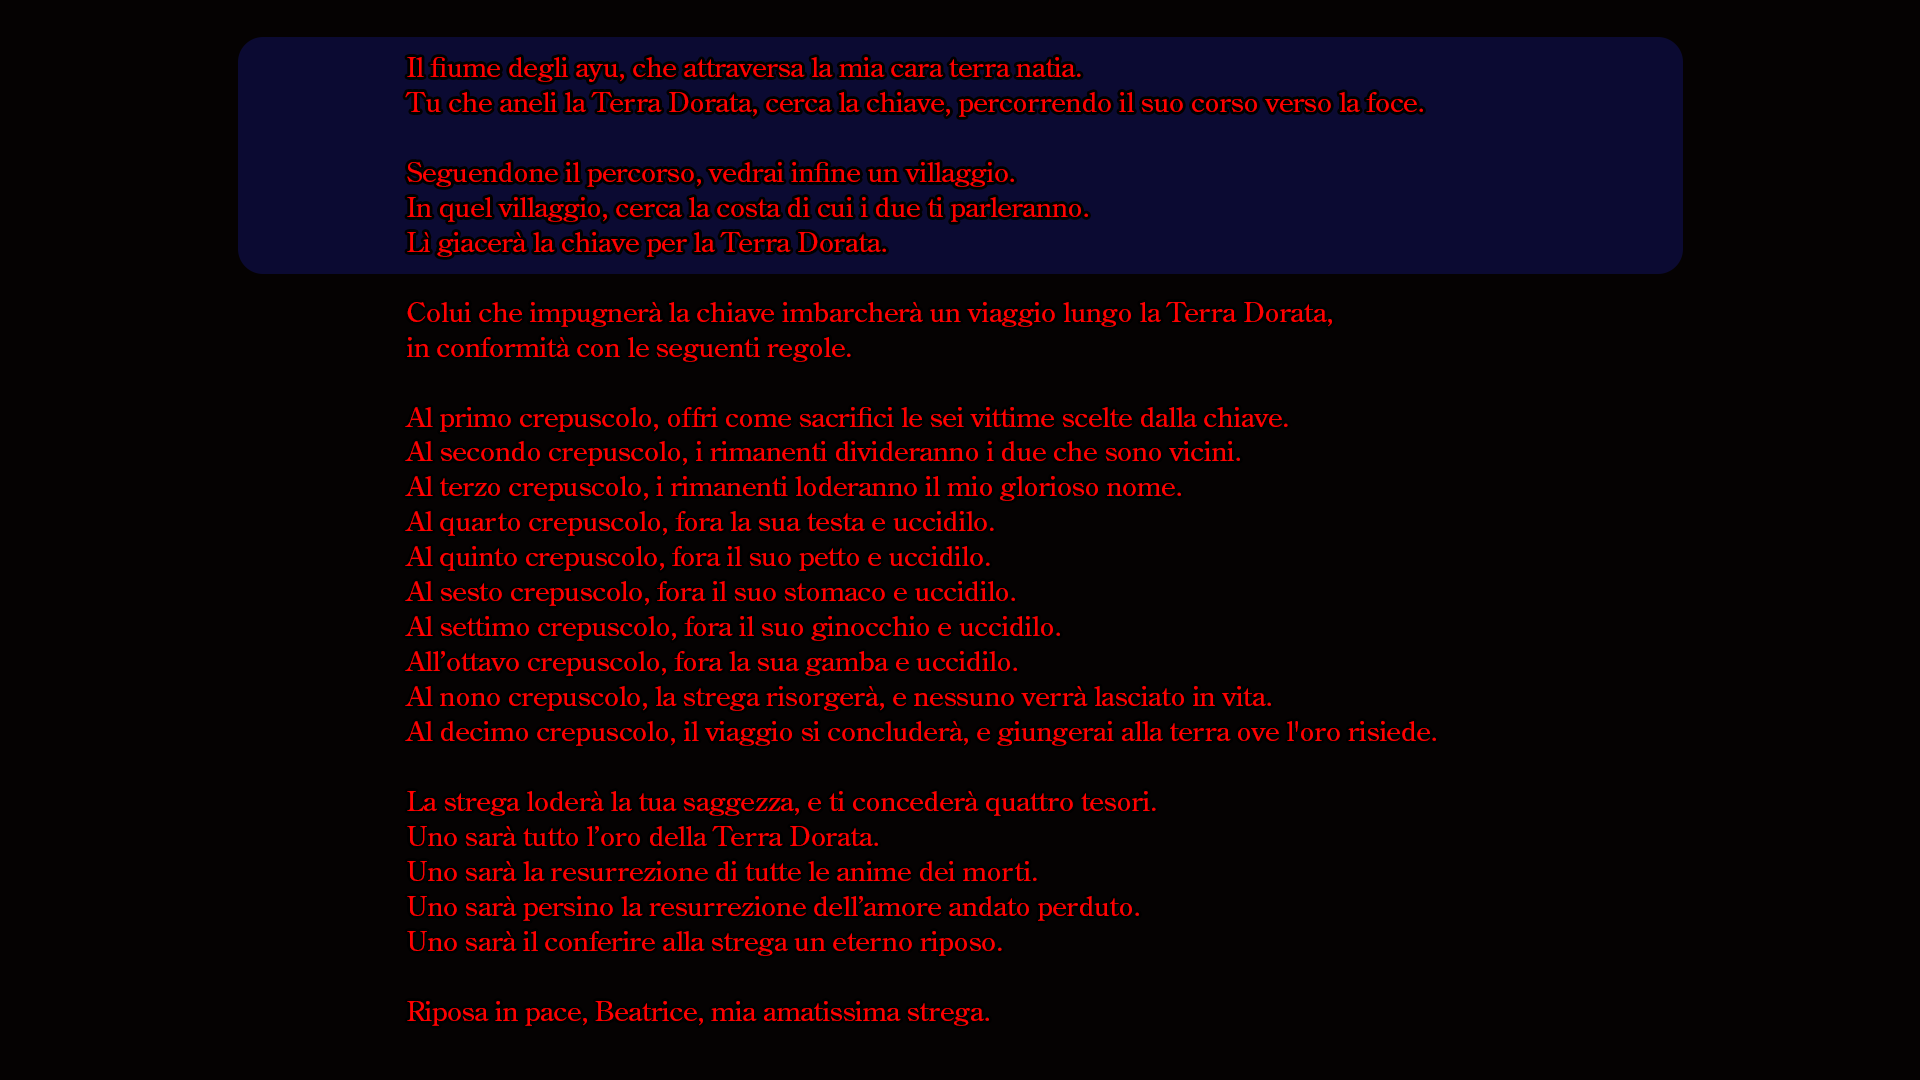 Il fiume degli ayu, che attraversa la mia cara terra natia.
Tu che aneli la Terra Dorata, cerca la chiave, percorrendo il suo corso verso la foce.
Seguendone il percorso, vedrai infine un villaggio.
In quel villaggio, cerca la costa di cui i due ti parleranno.
Lì giacerà la chiave per la Terra Dorata.
Colui che impugnerà la chiave imbarcherà un viaggio lungo la Terra Dorata,
in conformità con le seguenti regole.
Al primo crepuscolo, offri come sacrifici le sei vittime scelte dalla chiave.
Al secondo crepuscolo, i rimanenti divideranno i due che sono vicini.
Al terzo crepuscolo, i rimanenti loderanno il mio glorioso nome.
Al quarto crepuscolo, fora la sua testa e uccidilo.
Al quinto crepuscolo, fora il suo petto e uccidilo.
Al sesto crepuscolo, fora il suo stomaco e uccidilo.
Al settimo crepuscolo, fora il suo ginocchio e uccidilo.
All’ottavo crepuscolo, fora la sua gamba e uccidilo.
Al nono crepuscolo, la strega risorgerà, e nessuno verrà lasciato in vita.
Al decimo crepuscolo, il viaggio si concluderà, e giungerai alla terra ove l'oro risiede.
La strega loderà la tua saggezza, e ti concederà quattro tesori.
Uno sarà tutto l’oro della Terra Dorata.
Uno sarà la resurrezione di tutte le anime dei morti.
Uno sarà persino la resurrezione dell’amore andato perduto.
Uno sarà il conferire alla strega un eterno riposo.
Riposa in pace, Beatrice, mia amatissima strega.